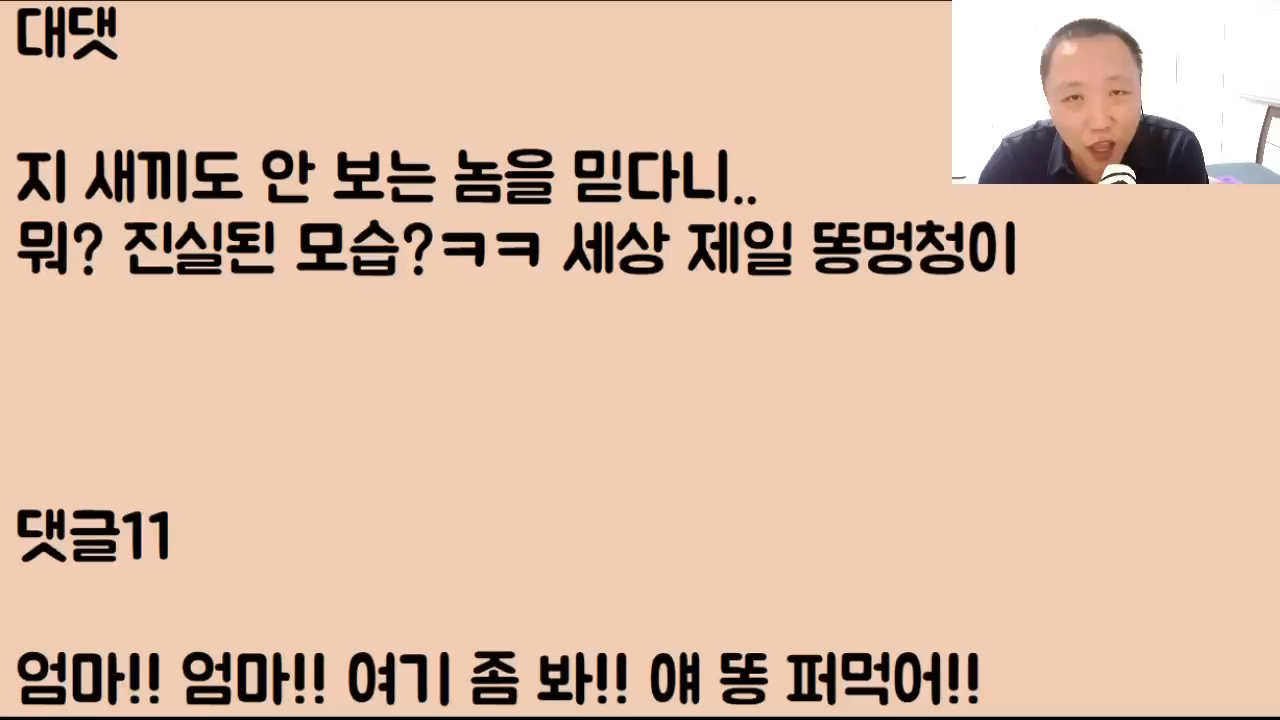 대댓
지 새끼도 안 보는 놈을 믿다니..
뭐? 진실된 모습?ㅋㅋ 세상 제일 똥멍청이
댓글11
엄마!! 엄마!! 여기 좀 봐!! 얘 똥 퍼먹어!!